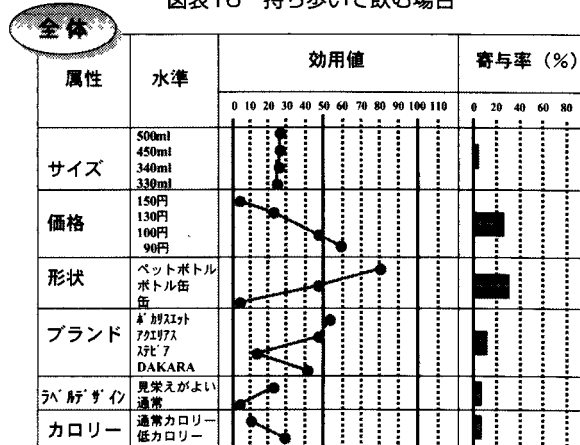 図表16 持ち歩いて飲む場合
全体
属性 水準 効用値 寄与率（%）
0 10 20 30 40 50 60 70 80 90 100 110 0 20 40 60 80
サイズ
500ml
450ml
340ml
330ml
価格
150円
130円
100円
90円
形状
ペットボトル
ボトル缶
缶
ブランド
ﾎﾟｶﾘｽｴｯﾄ
ｱｸｴﾘｱｽ
ｽﾃﾋﾞｱ
DAKARA
ﾗﾍﾞﾙﾃﾞｻﾞｲﾝ
見栄えがよい
通常
カロリー
通常カロリー
低カロリー